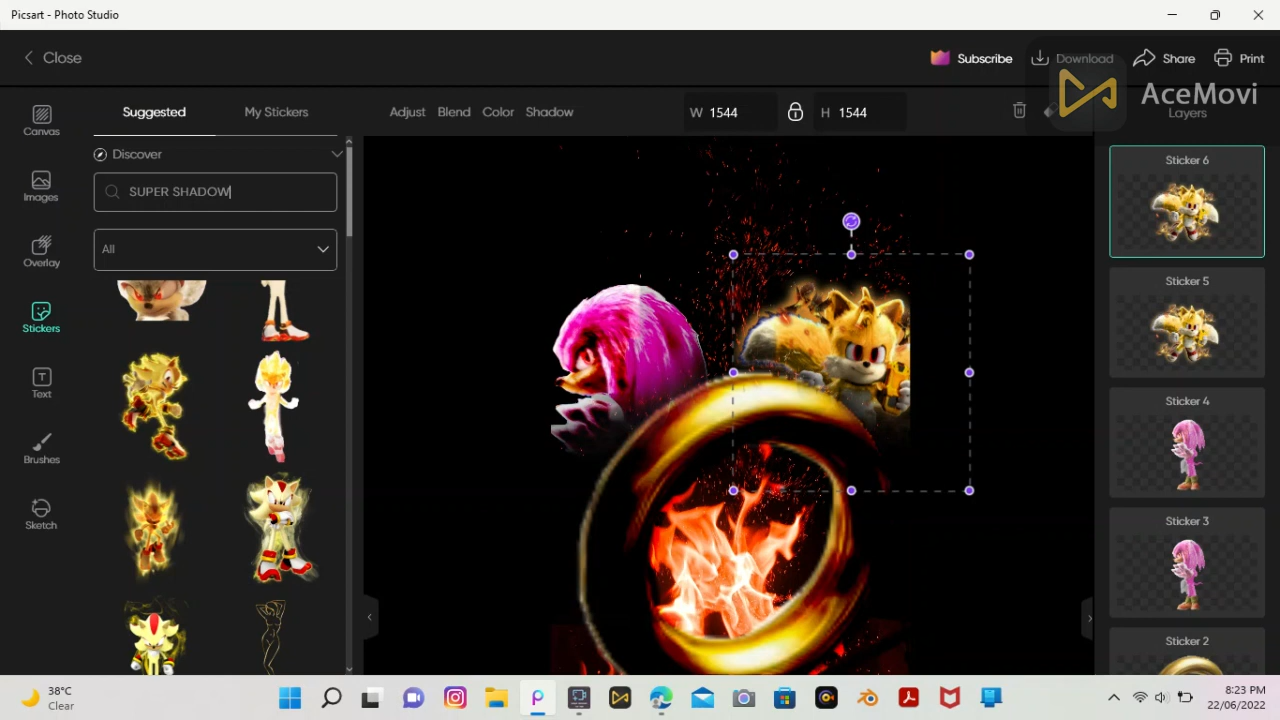 Picsart - Photo Studio
Close
Subscribe
Download
Share
Print
AceMovi
Suggested
My Stickers
Adjust
Blend
Color
Shadow
W 1544
H 1544
Layers
Canvas
Images
Overlay
Stickers
Text
Brushes
Sketch
Discover
SUPER SHADOW
All
Sticker 6
Sticker 5
Sticker 4
Sticker 3
Sticker 2
38°C
Clear
8:23 PM
22/06/2022